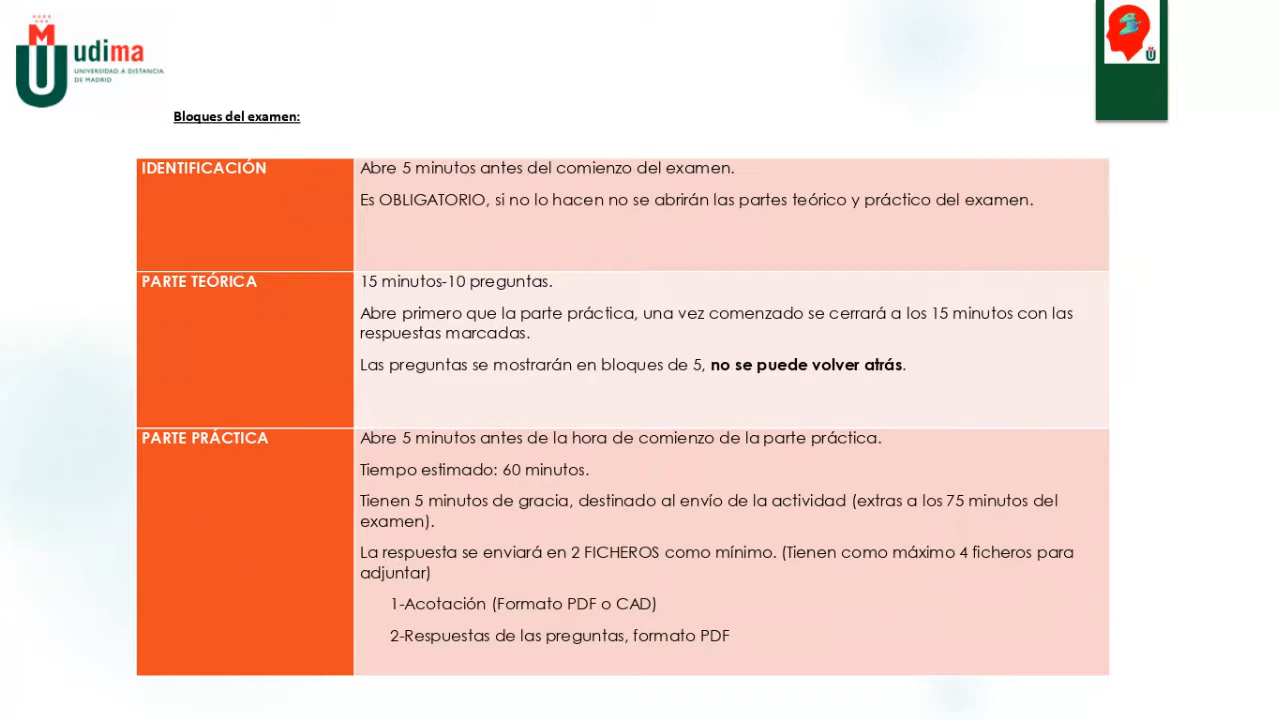 udima
UNIVERSIDAD A DISTANCIA
DE MADRID
Bloques del examen:
IDENTIFICACIÓN
Abre 5 minutos antes del comienzo del examen.
Es OBLIGATORIO, si no lo hacen no se abrirán las partes teórico y práctico del examen.
PARTE TEÓRICA
15 minutos-10 preguntas.
Abre primero que la parte práctica, una vez comenzado se cerrará a los 15 minutos con las
respuestas marcadas.
Las preguntas se mostrarán en bloques de 5, no se puede volver atrás.
PARTE PRÁCTICA
Abre 5 minutos antes de la hora de comienzo de la parte práctica.
Tiempo estimado: 60 minutos.
Tienen 5 minutos de gracia, destinado al envío de la actividad (extras a los 75 minutos del
examen).
La respuesta se enviará en 2 FICHEROS como mínimo. (Tienen como máximo 4 ficheros para
adjuntar)
1-Acotación (Formato PDF o CAD)
2-Respuestas de las preguntas, formato PDF